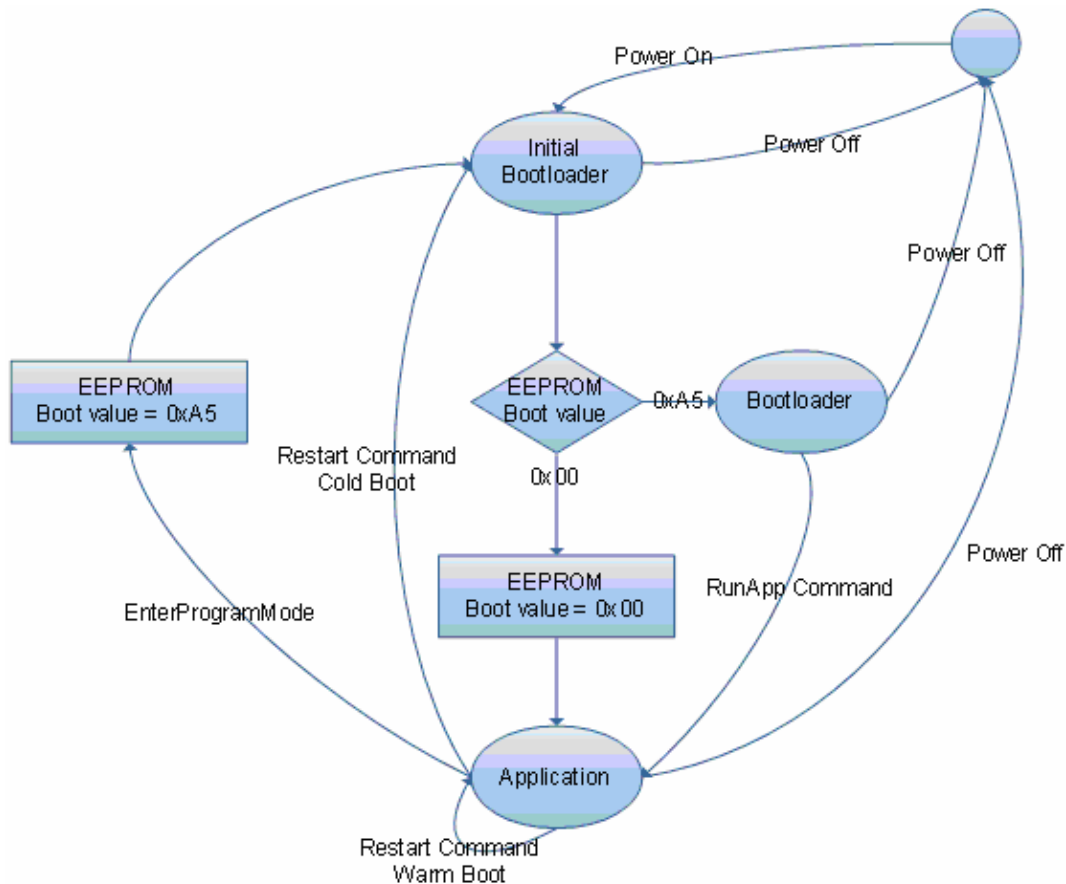 Power On
Initial
Bootloader
Power Off
Power Off
EEPROM
Boot value = 0xA5
EEPROM
Boot value
0xA5
Bootloader
Restart Command
Cold Boot
0x00
Power Off
EEPROM
Boot value = 0x00
RunApp Command
EnterProgramMode
Application
Restart Command
Warm Boot